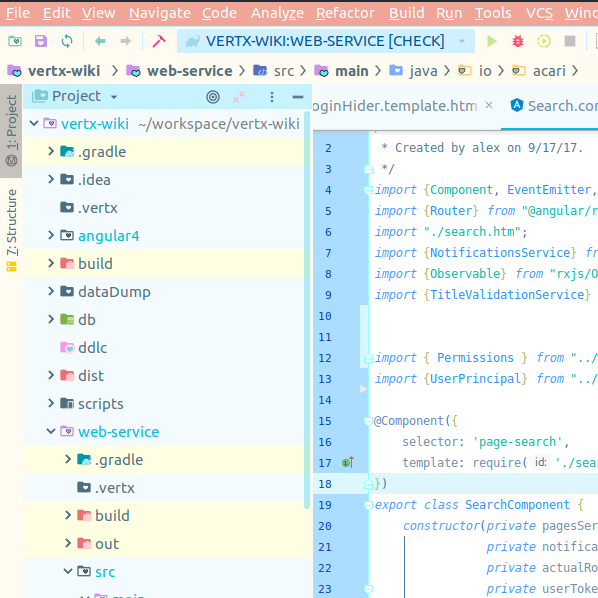 File Edit View Navigate Code Analyze Refactor Build Run Tools VCS Winc
VERTX-WIKI:WEB-SERVICE [CHECK]
vertx-wiki web-service src main java io acari
1: Project
7: Structure
Project
vertx-wiki ~/workspace/vertx-wiki
.gradle
.idea
.vertx
angular4
build
dataDump
db
ddlc
dist
scripts
web-service
.gradle
.vertx
build
out
src
main
oginHider.template.htm Search.con
2 * Created by alex on 9/17/17.
3 */
4 import {Component, EventEmitter,
5 import {Router} from "@angular/r
6 import "./search.htm";
7 import {NotificationsService} fr
8 import {Observable} from "rxjs/O
9 import {TitleValidationService}
10
11
12 import { Permissions } from "../
13 import {UserPrincipal} from "../
14
15 @Component({
16 selector: 'page-search',
17 template: require( id: './sea
18 })
19 export class SearchComponent {
20 constructor(private pagesSer
21 private notifica
22 private actualRo
23 private userToke